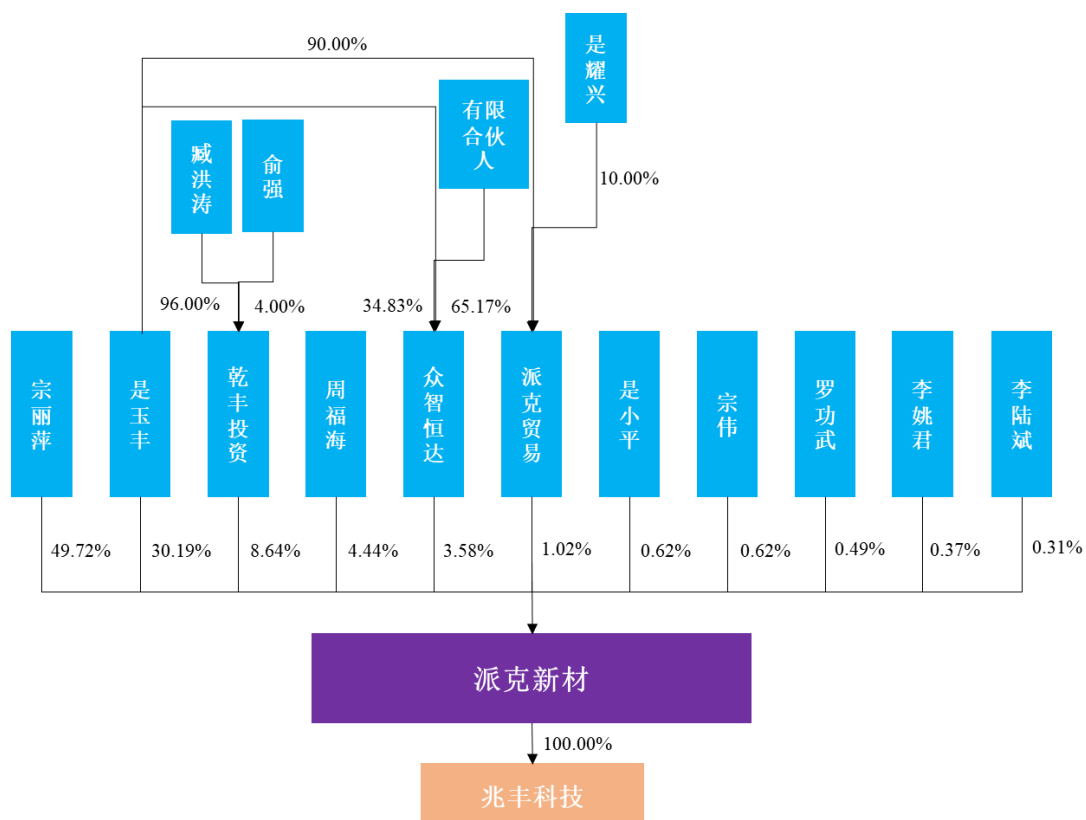 90.00%
是耀兴
有限合伙人
臧洪涛
俞强
10.00%
96.00%
4.00%
34.83%
65.17%
宗丽萍
是玉丰
乾丰投资
周福海
众智恒达
派克贸易
是小平
宗伟
罗功武
李姚君
李陆斌
49.72%
30.19%
8.64%
4.44%
3.58%
1.02%
0.62%
0.62%
0.49%
0.37%
0.31%
派克新材
100.00%
兆丰科技